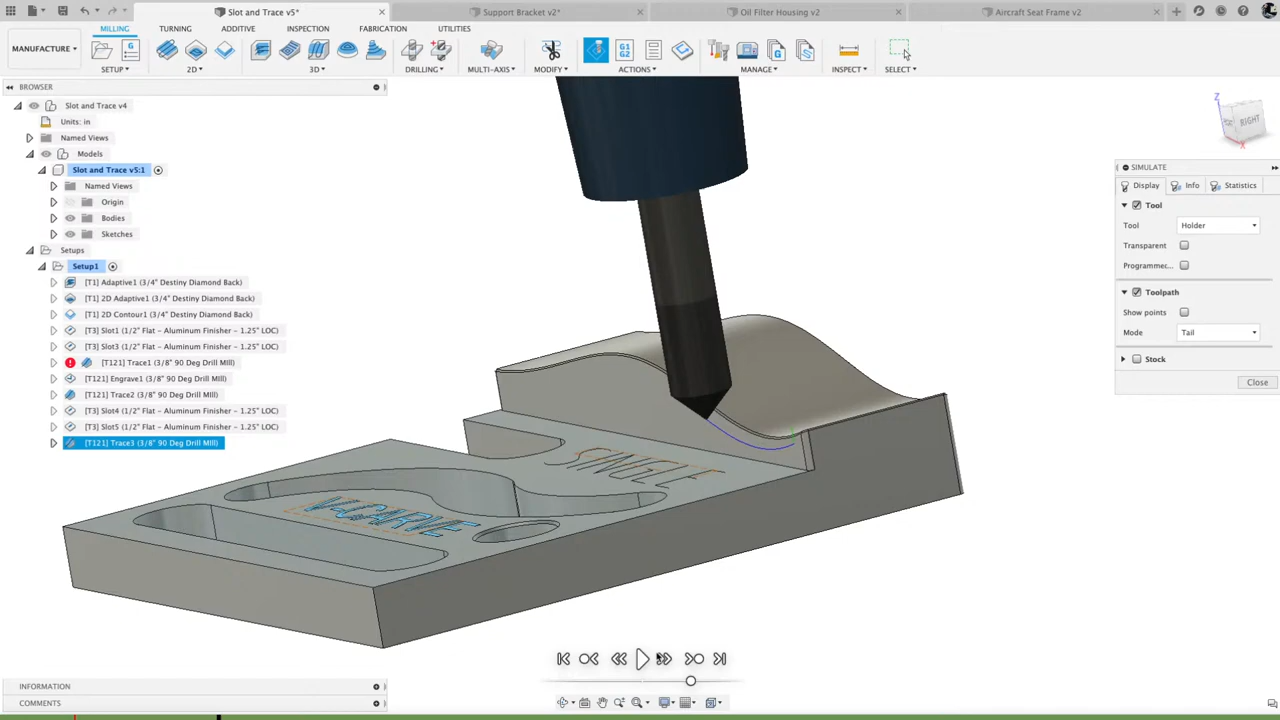 Slot and Trace v5*
Support Bracket v2*
Oil Filter Housing v2
Aircraft Seat Frame v2
MILLING
TURNING
ADDITIVE
INSPECTION
FABRICATION
UTILITIES
MANUFACTURE
SETUP
2D
3D
DRILLING
MULTI-AXIS
MODIFY
G1
G2
ACTIONS
MANAGE
INSPECT
SELECT
BROWSER
Slot and Trace v4
Units: in
Named Views
Models
Slot and Trace v5:1
Named Views
Origin
Bodies
Sketches
Setups
Setup1
[T1] Adaptive1 (3/4" Destiny Diamond Back)
[T1] 2D Adaptive1 (3/4" Destiny Diamond Back)
[T1] 2D Contour1 (3/4" Destiny Diamond Back)
[T3] Slot1 (1/2" Flat - Aluminum Finisher - 1.25" LOC)
[T3] Slot3 (1/2" Flat - Aluminum Finisher - 1.25" LOC)
[T121] Trace1 (3/8" 90 Deg Drill Mill)
[T121] Engrave1 (3/8" 90 Deg Drill Mill)
[T121] Trace2 (3/8" 90 Deg Drill Mill)
[T3] Slot4 (1/2" Flat - Aluminum Finisher - 1.25" LOC)
[T3] Slot5 (1/2" Flat - Aluminum Finisher - 1.25" LOC)
[T121] Trace3 (3/8" 90 Deg Drill Mill)
Z
RIGHT
X
SIMULATE
Display
Info
Statistics
Tool
Tool
Holder
Transparent
Programmec...
Toolpath
Show points
Mode
Tail
Stock
Close
SINGLE
V-CARVE
INFORMATION
COMMENTS